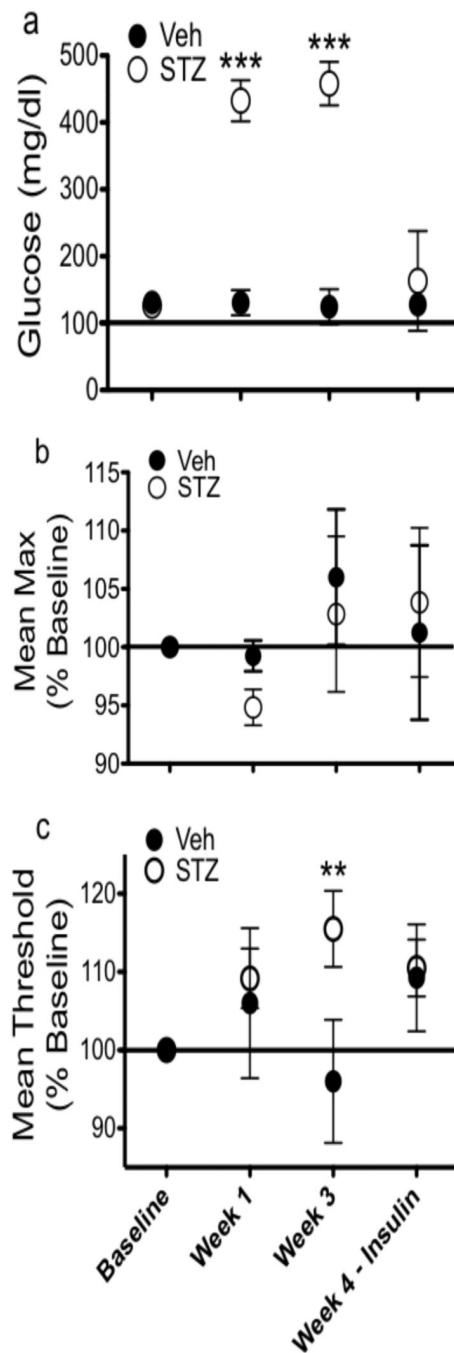 a
Veh
STZ
***
***
Glucose (mg/dl)
500
400
300
200
100
0
b
Veh
STZ
Mean Max
(% Baseline)
115
110
105
100
95
90
c
Veh
STZ
**
Mean Threshold
(% Baseline)
120
110
100
90
Baseline
Week 1
Week 3
Week 4 - Insulin